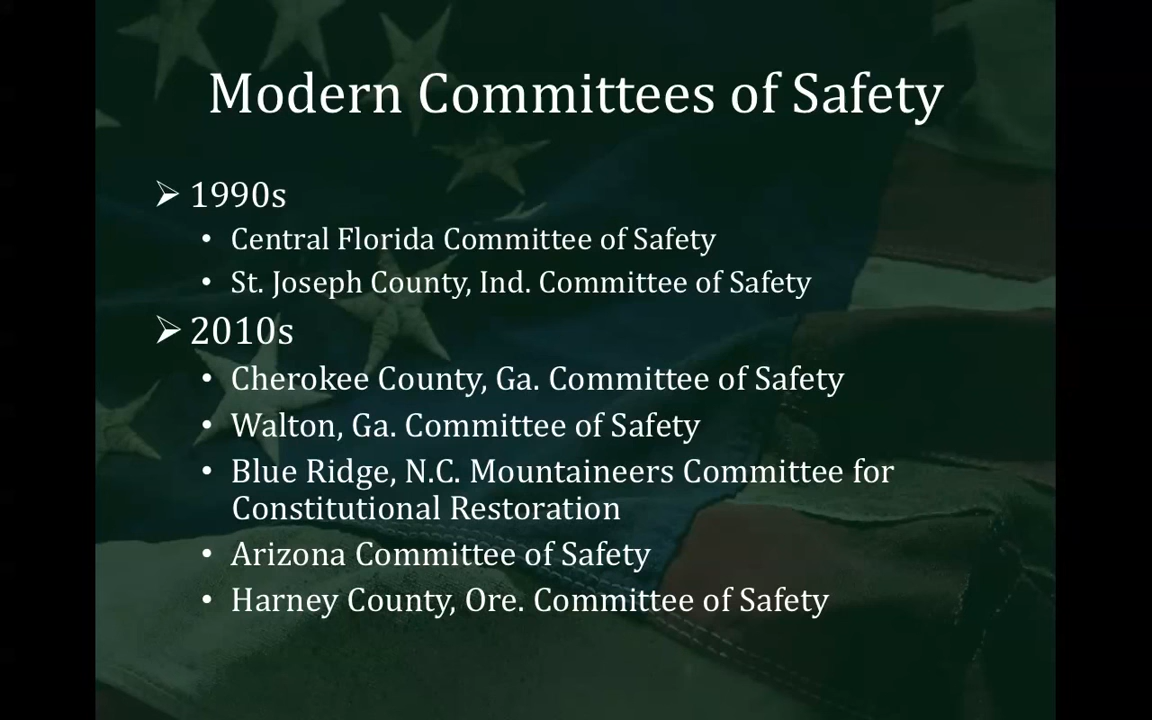 Modern Committees of Safety
➢ 1990s
• Central Florida Committee of Safety
• St. Joseph County, Ind. Committee of Safety
➢ 2010s
• Cherokee County, Ga. Committee of Safety
• Walton, Ga. Committee of Safety
• Blue Ridge, N.C. Mountaineers Committee for
Constitutional Restoration
• Arizona Committee of Safety
• Harney County, Ore. Committee of Safety